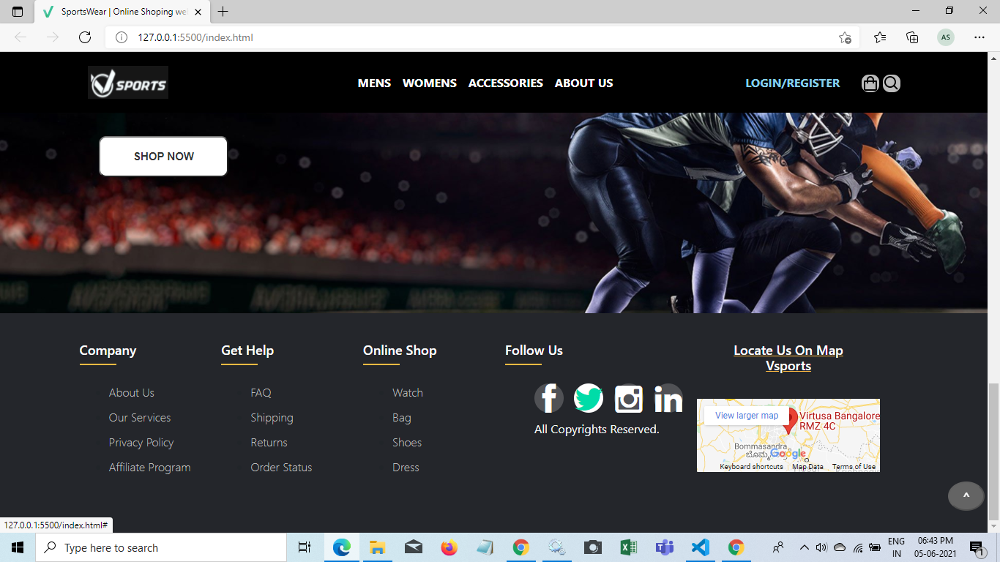 SportsWear | Online Shoping we
127.0.0.1:5500/index.html
AS
SPORTS
MENS WOMENS ACCESSORIES ABOUT US LOGIN/REGISTER
SHOP NOW
Company
About Us
Our Services
Privacy Policy
Affiliate Program
Get Help
FAQ
Shipping
Returns
Order Status
Online Shop
Watch
Bag
Shoes
Dress
Follow Us
f
in
All Copyrights Reserved.
Locate Us On Map
Vsports
View larger map
Virtusa Bangalore
RMZ 4C
Bommasandra
Google
Keyboard shortcuts Map Data Terms of Use
^
127.0.0.1:5500/index.html#
Type here to search
ENG
IN
06:43 PM
05-06-2021
1